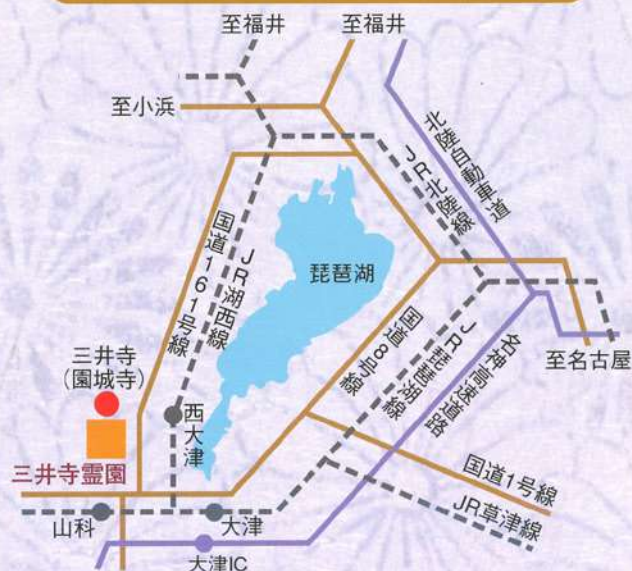 至福井
至福井
至小浜
北陸自動車道
JR北陸線
国道161号線
JR湖西線
琵琶湖
国道8号線
JR琵琶湖線
名神高速道路
至名古屋
三井寺
(園城寺)
西大津
三井寺霊園
国道1号線
JR草津線
山科
大津
大津IC